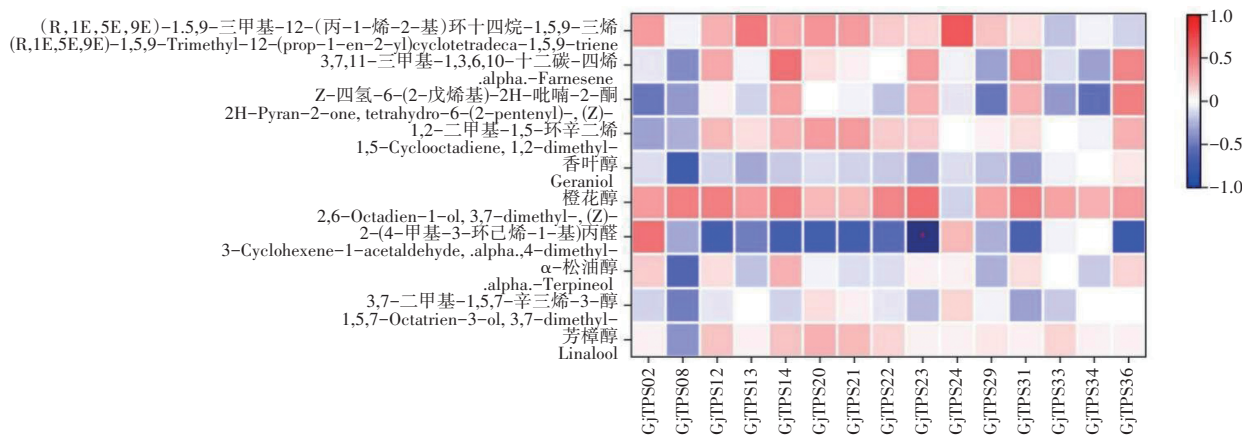 (R,1E,5E,9E)-1.5,9-三甲基-12-(丙-1-烯-2-基)环十四烷-1,5,9-三烯
(R,1E,5E,9E)-1,5,9-Trimethyl-12-(prop-1-en-2-yl)cyclotetradeca-1,5,9-triene
3,7,11-三甲基-1,3,6,10-十二碳-四烯
.alpha.-Farnesene
Z-四氢-6-(2-戊烯基)-2H-吡喃-2-酮
2H-Pyran-2-one, tetrahydro-6-(2-pentenyl)-, (Z)-
1,2-二甲基-1,5-环辛二烯
1,5-Cyclooctadiene, 1,2-dimethyl-
香叶醇
Geraniol
橙花醇
2,6-Octadien-1-ol, 3,7-dimethyl-, (Z)-
2-(4-甲基-3-环己烯-1-基)丙醛
3-Cyclohexene-1-acetaldehyde, .alpha.,4-dimethyl-
α-松油醇
.alpha.-Terpineol
3,7-二甲基-1,5,7-辛三烯-3-醇
1,5,7-Octatrien-3-ol, 3,7-dimethyl-
芳樟醇
Linalool
GjTPS02
GjTPS08
GjTPS12
GjTPS13
GjTPS14
GjTPS20
GjTPS21
GjTPS22
GjTPS23
GjTPS24
GjTPS29
GjTPS31
GjTPS33
GjTPS34
GjTPS36
1.0
0.5
0
-0.5
-1.0